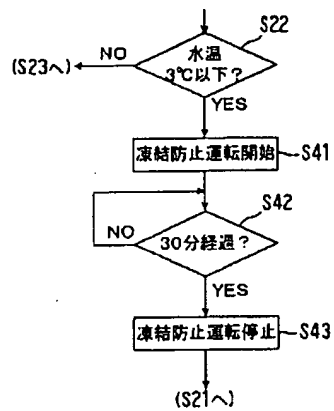 S22
水温
3℃以下?
NO
(S23へ)
YES
凍結防止運転開始
S41
S42
NO
30分経過?
YES
凍結防止運転停止
S43
(S21へ)